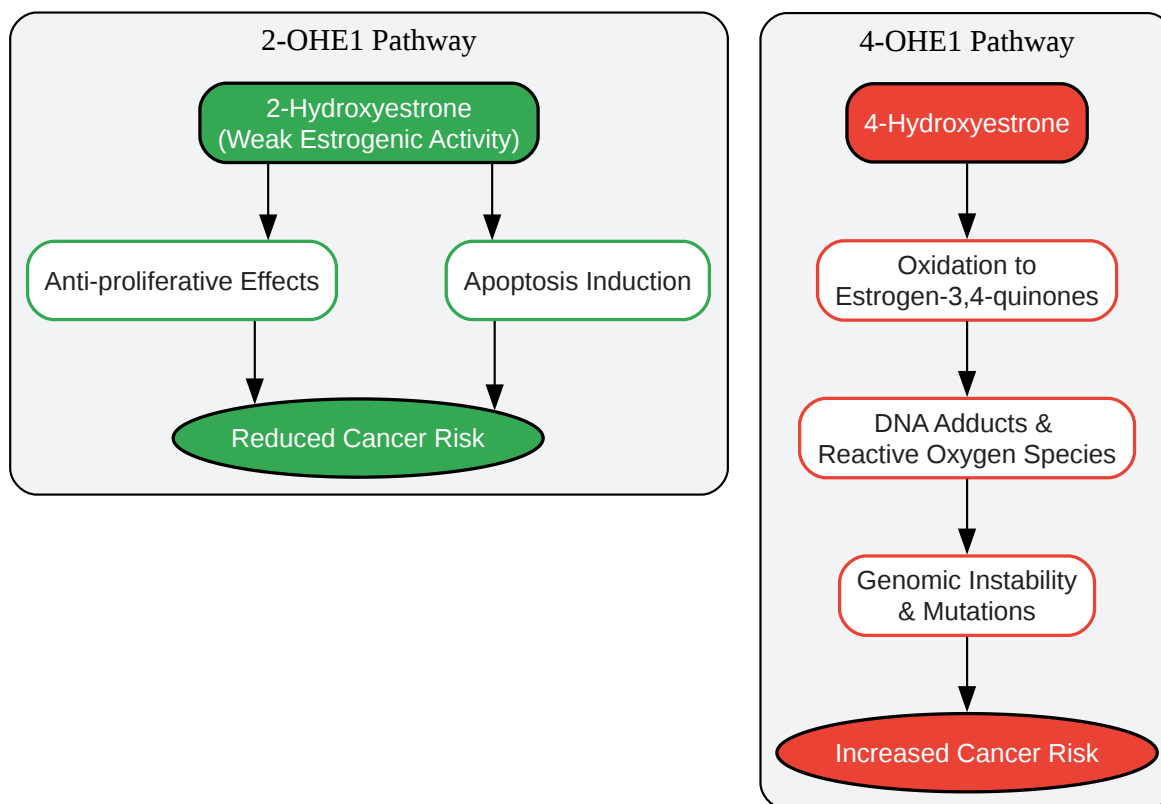 2-OHE1 Pathway
2-Hydroxyestrone
(Weak Estrogenic Activity)
Anti-proliferative Effects
Apoptosis Induction
Reduced Cancer Risk
4-OHE1 Pathway
4-Hydroxyestrone
Oxidation to
Estrogen-3,4-quinones
DNA Adducts &
Reactive Oxygen Species
Genomic Instability
& Mutations
Increased Cancer Risk